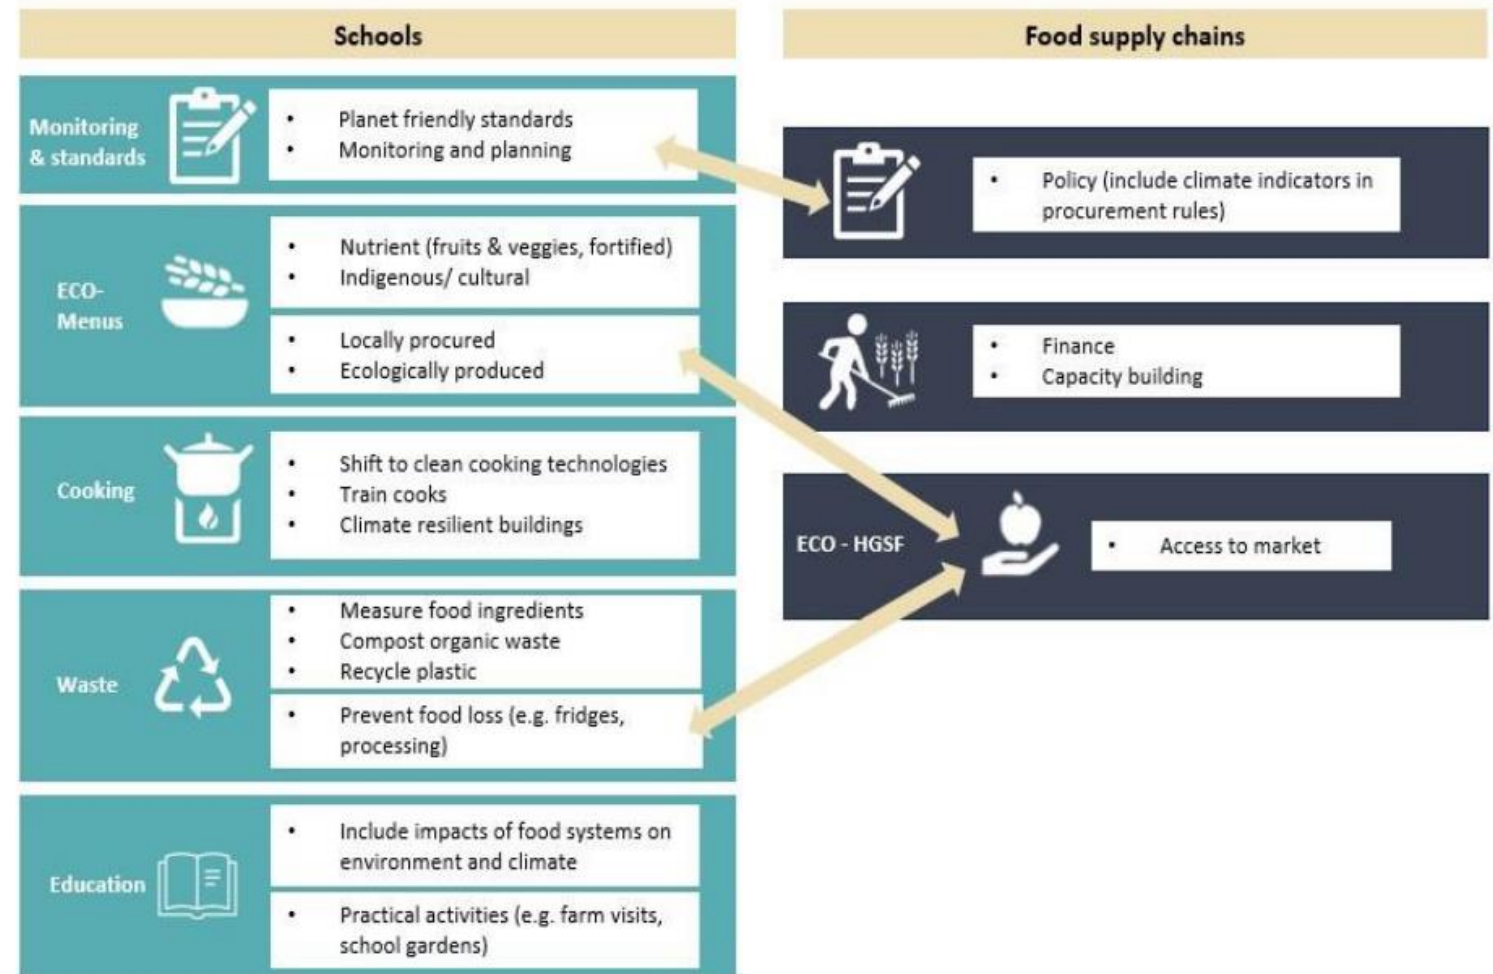 Schools
Monitoring
& standards
• Planet friendly standards
• Monitoring and planning
ECO-
Menus
• Nutrient (fruits & veggies, fortified)
• Indigenous/ cultural
• Locally procured
• Ecologically produced
Cooking
• Shift to clean cooking technologies
• Train cooks
• Climate resilient buildings
Waste
• Measure food ingredients
• Compost organic waste
• Recycle plastic
• Prevent food loss (e.g. fridges,
processing)
Education
• Include impacts of food systems on
environment and climate
• Practical activities (e.g. farm visits,
school gardens)
Food supply chains
• Policy (include climate indicators in
procurement rules)
• Finance
• Capacity building
ECO - HGSF
• Access to market